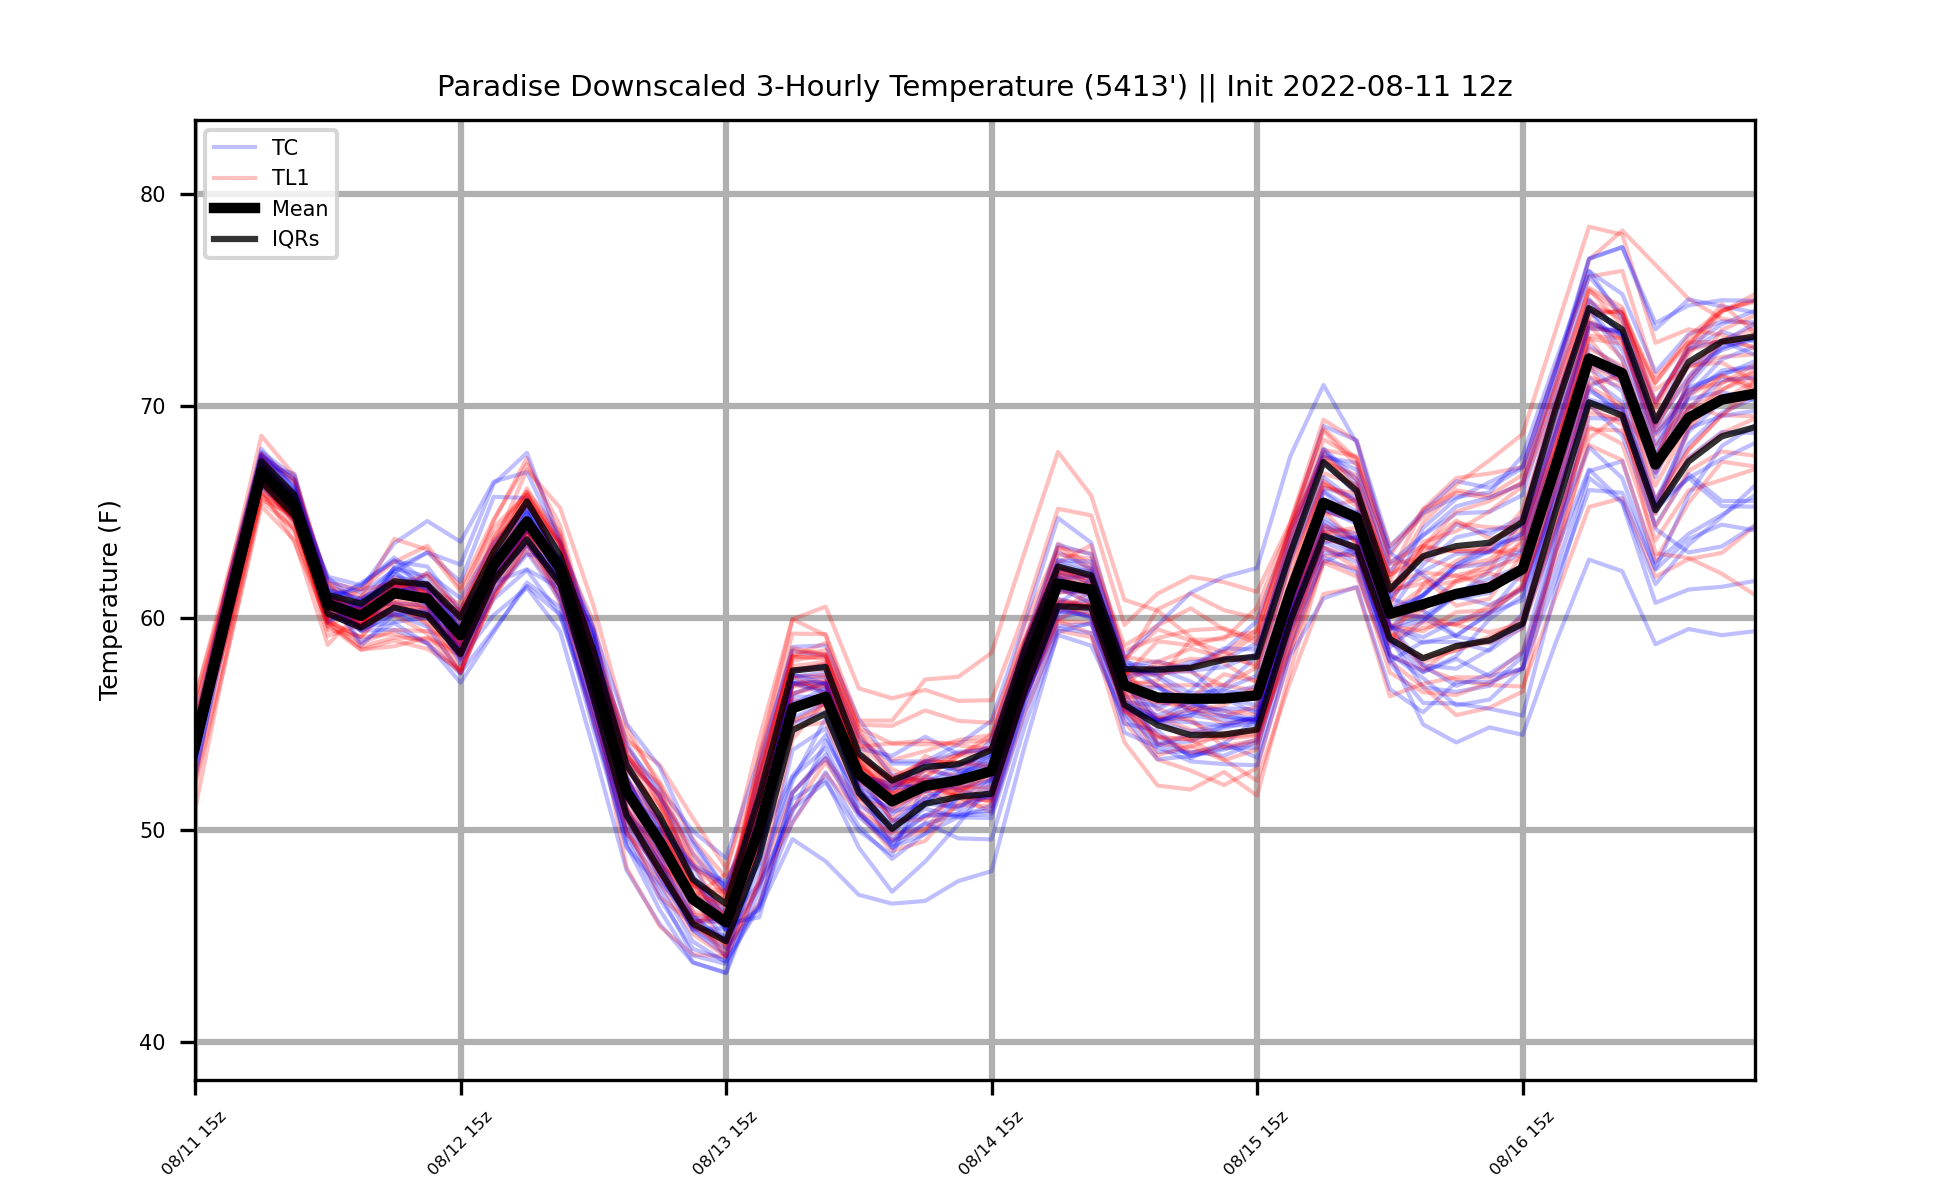 Paradise Downscaled 3-Hourly Temperature (5413') || Init 2022-08-11 12z
TC
TL1
Mean
IQRs
Temperature (F)
80
70
60
50
40
08/11 15z
08/12 15z
08/13 15z
08/14 15z
08/15 15z
08/16 15z